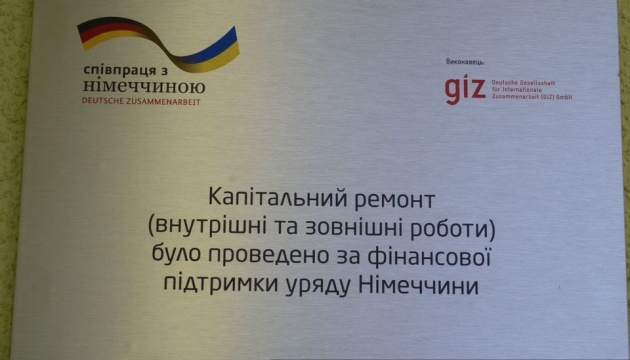 співпраця з
німеччиною
DEUTSCHE ZUSAMMENARBEIT
Виконавець:
giz
Deutsche Gesellschaft
für Internationale
Zusammenarbeit (GIZ) GmbH
Капітальний ремонт
(внутрішні та зовнішні роботи)
було проведено за фінансової
підтримки уряду Німеччини